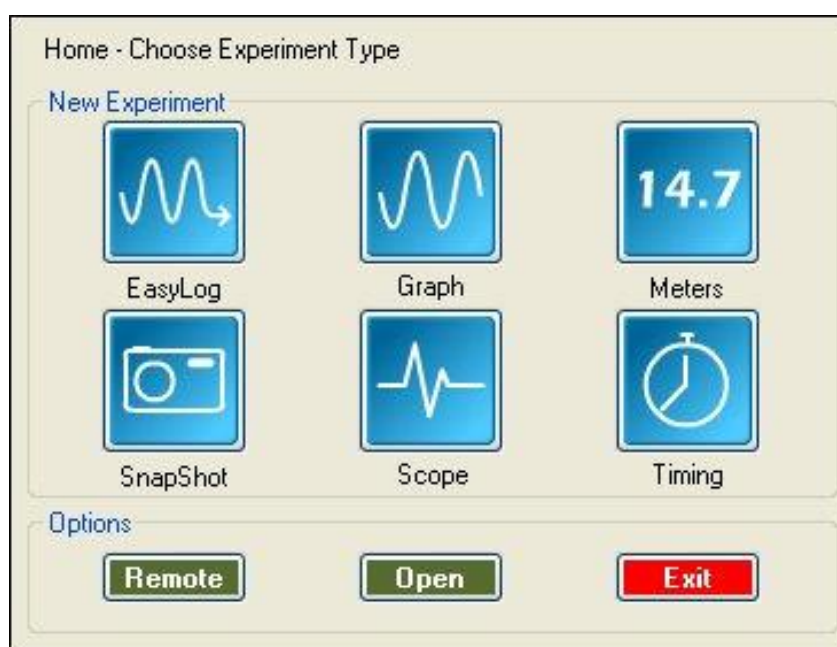 Home - Choose Experiment Type
New Experiment
14.7
EasyLog
Graph
Meters
SnapShot
Scope
Timing
Options
Remote
Open
Exit